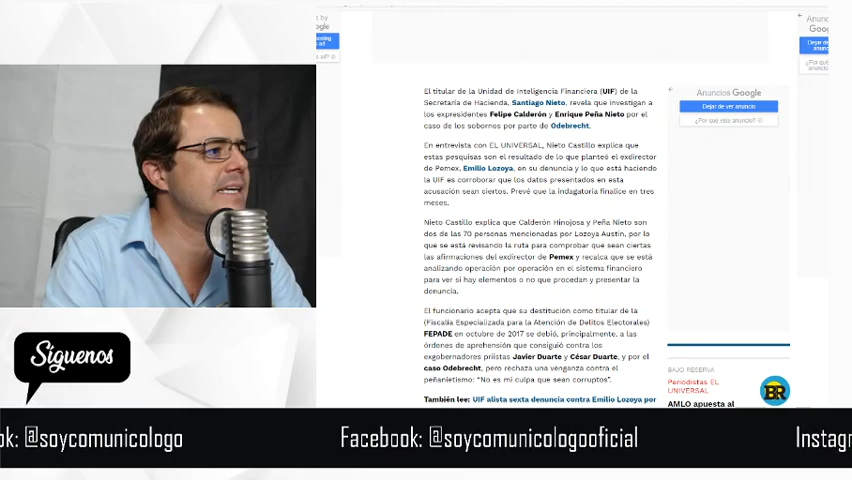 s by
gle
Anunci
Goog
Dejar de v
anunc
¿Por qué
El titular de la Unidad de Inteligencia Financiera (UIF) de la
Secretaría de Hacienda, Santiago Nieto, revela que investigan a
los expresidentes Felipe Calderón y Enrique Peña Nieto por el
caso de los sobornos por parte de Odebrecht.
En entrevista con EL UNIVERSAL, Nieto Castillo explica que
estas pesquisas son el resultado de lo que planteó el exdirector
de Pemex, Emilio Lozoya, en su denuncia y lo que está haciendo
la UIF es corroborar que los datos presentados en esta
acusación sean ciertos. Prevé que la indagatoria finalice en tres
meses.
Nieto Castillo explica que Calderón Hinojosa y Peña Nieto son
dos de las 70 personas mencionadas por Lozoya Austin, por lo
que se está revisando la ruta para comprobar que sean ciertas
las afirmaciones del exdirector de Pemex y recalca que se está
analizando operación por operación en el sistema financiero
para ver si hay elementos o no que procedan y presentar la
denuncia.
El funcionario acepta que su destitución como titular de la
(Fiscalía Especializada para la Atención de Delitos Electorales)
FEPADE en octubre de 2017 se debió, principalmente, a las
órdenes de aprehensión que consiguió contra los
exgobernadores priistas Javier Duarte y César Duarte, y por el
caso Odebrecht, pero rechaza una venganza contra el
peñanietismo: "No es mi culpa que sean corruptos".
También lee: UIF alista sexta denuncia contra Emilio Lozoya por
Anuncios Google
Dejar de ver anuncio
¿Por qué este anuncio?
BAJO RESERVA
Periodistas EL
UNIVERSAL
AMLO apuesta al
BR
Síguenos
ok: @soycomunicologo
Facebook: @soycomunicologooficial
Instagr